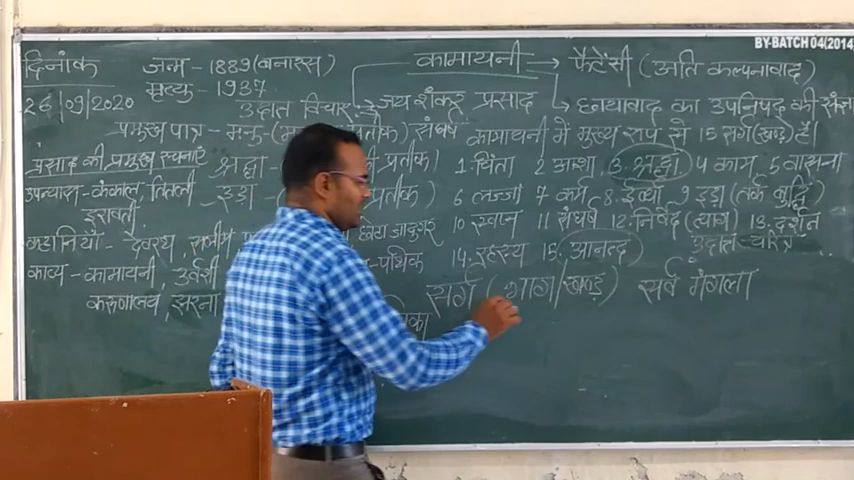 BY-BATCH 04/2014
दिनांक
26/09/2020
जन्म - 1889 (बनारस)
मृत्यु - 1937
कामायनी → फैंटेसी (अति कल्पनावाद)
उदात्त विचार
जय शंकर प्रसाद
छायावाद का उपनिषद की संज्ञा
प्रमुख पात्र - मनु - संघर्ष
कामायनी में मुख्य रूप से 15 सर्ग (खण्ड) है।
प्रसाद की प्रमुख रचनाएँ
श्रद्धा - प्रतीक)
1. चिंता 2 आशा, 3. श्रद्धा, 4 काम, 5 वासना
उपन्यास - कंकाल, तितली
इरावती
इड़ा - प्रतीक)
6 लज्जा 7 कर्म 8. ईर्ष्या 9 इड़ा (तर्क बुद्धि)
10 स्वप्न 11 संघर्ष 12. निर्वेद (त्याग) 13. दर्शन
कहानियाँ - देवरथ,
14. रहस्य 15. आनन्द
उदात्त चरित्र
काव्य - कामायनी, उर्वशी
पथिक
करुणालय, झरना
सर्ग (भाग/खण्ड) सर्व मंगला